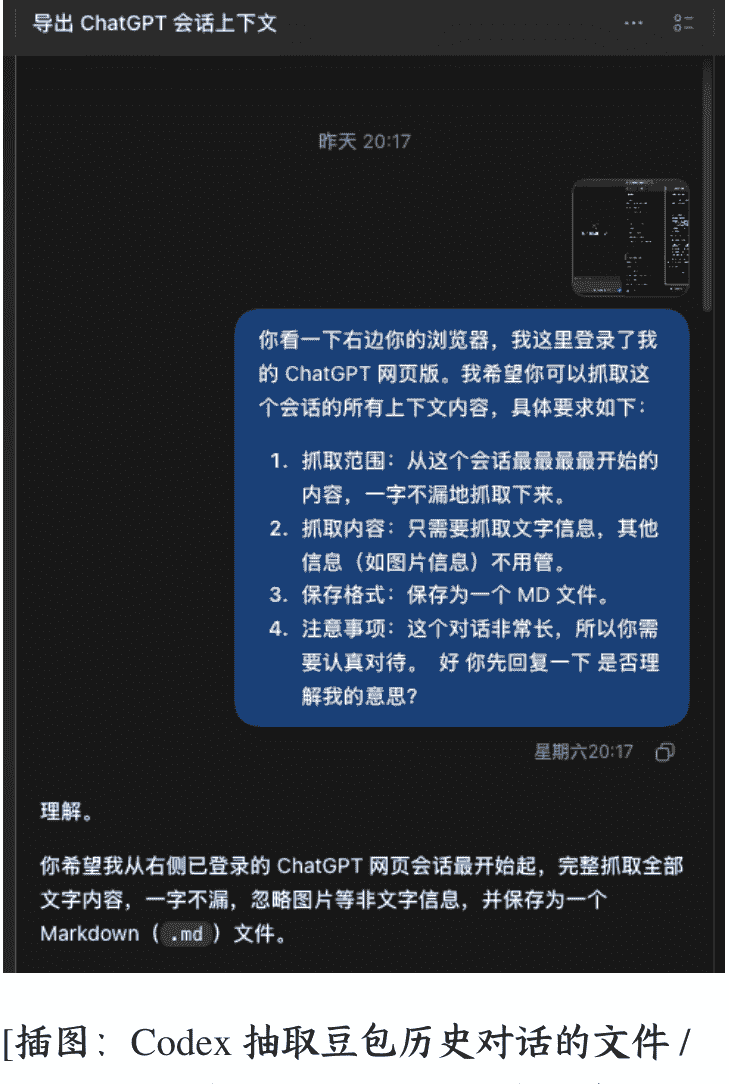 导出 ChatGPT 会话上下文
昨天 20:17
你看一下右边你的浏览器，我这里登录了我
的 ChatGPT 网页版。我希望你可以抓取这
个会话的所有上下文内容，具体要求如下：
1. 抓取范围：从这个会话最最最最开始的
内容，一字不漏地抓取下来。
2. 抓取内容：只需要抓取文字信息，其他
信息（如图片信息）不用管。
3. 保存格式：保存为一个 MD 文件。
4. 注意事项：这个对话非常长，所以你需
要认真对待。 好 你先回复一下 是否理
解我的意思?
星期六20:17
理解。
你希望我从右侧已登录的 ChatGPT 网页会话最开始起，完整抓取全部
文字内容，一字不漏，忽略图片等非文字信息，并保存为一个
Markdown（ .md ）文件。
[插图：Codex 抽取豆包历史对话的文件 /